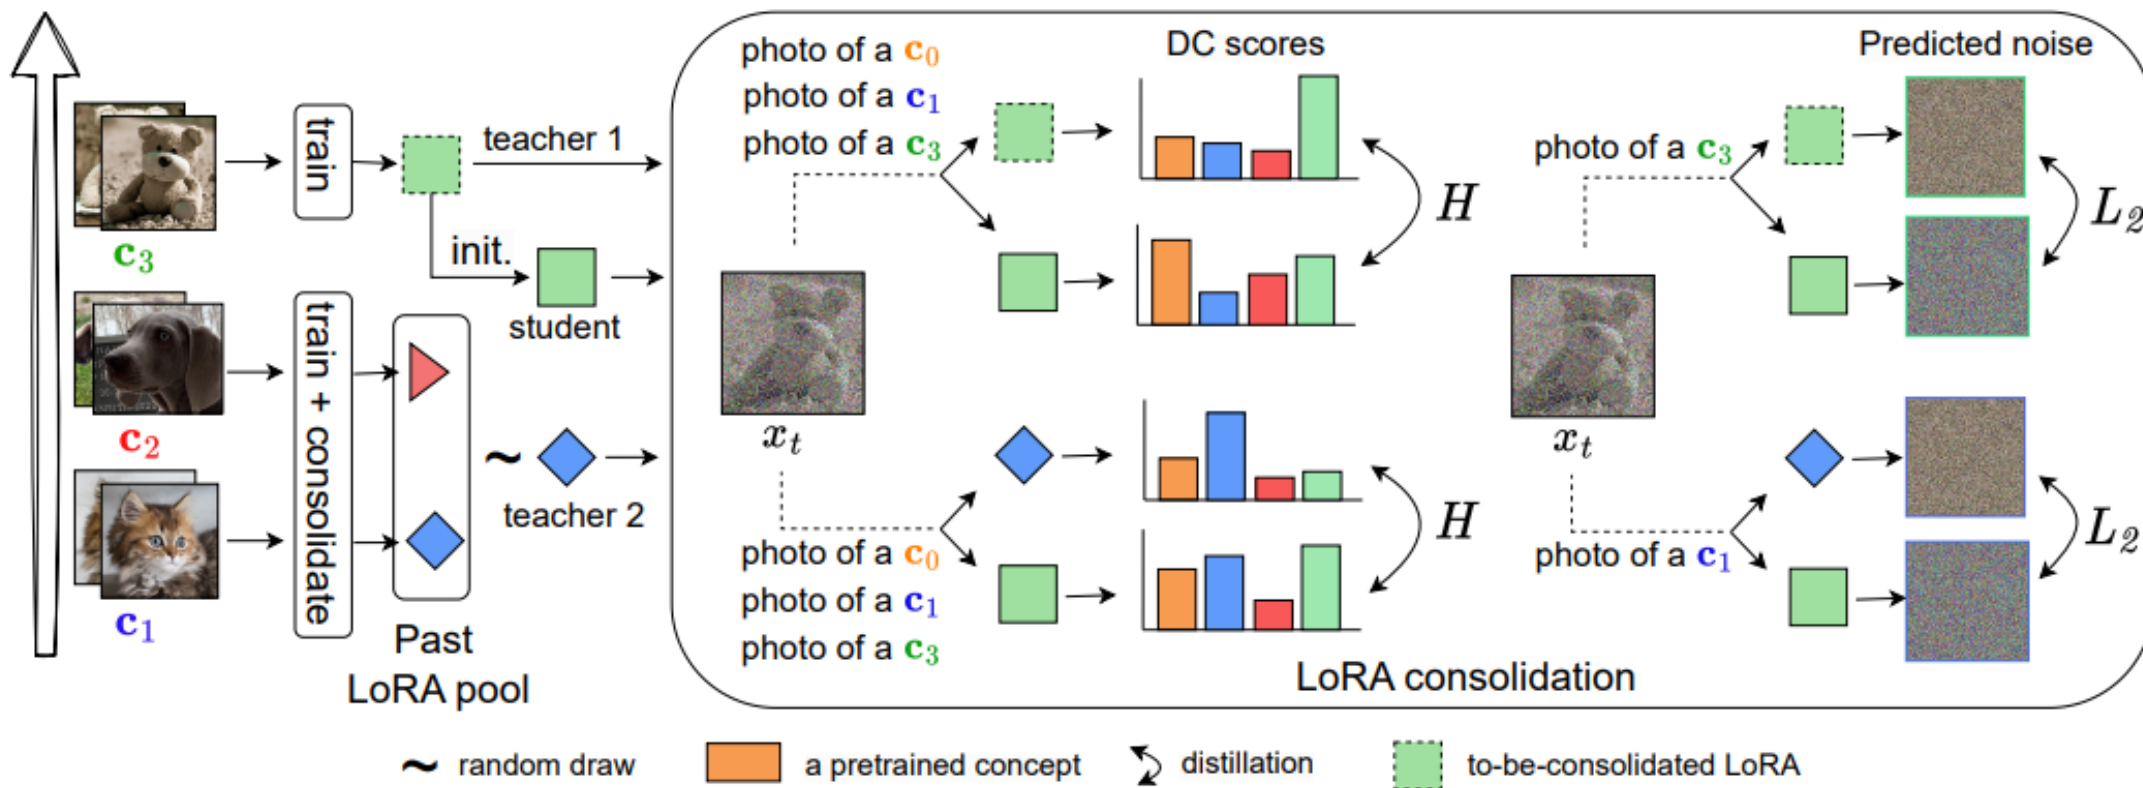 c₃
train
teacher 1
init.
student
c₂
train + consolidate
c₁
~
teacher 2
Past
LoRA pool
photo of a c₀
photo of a c₁
photo of a c₃
DC scores
H
xₜ
photo of a c₀
photo of a c₁
photo of a c₃
H
Predicted noise
photo of a c₃
L₂
xₜ
photo of a c₁
L₂
LoRA consolidation
~ random draw
a pretrained concept
distillation
to-be-consolidated LoRA